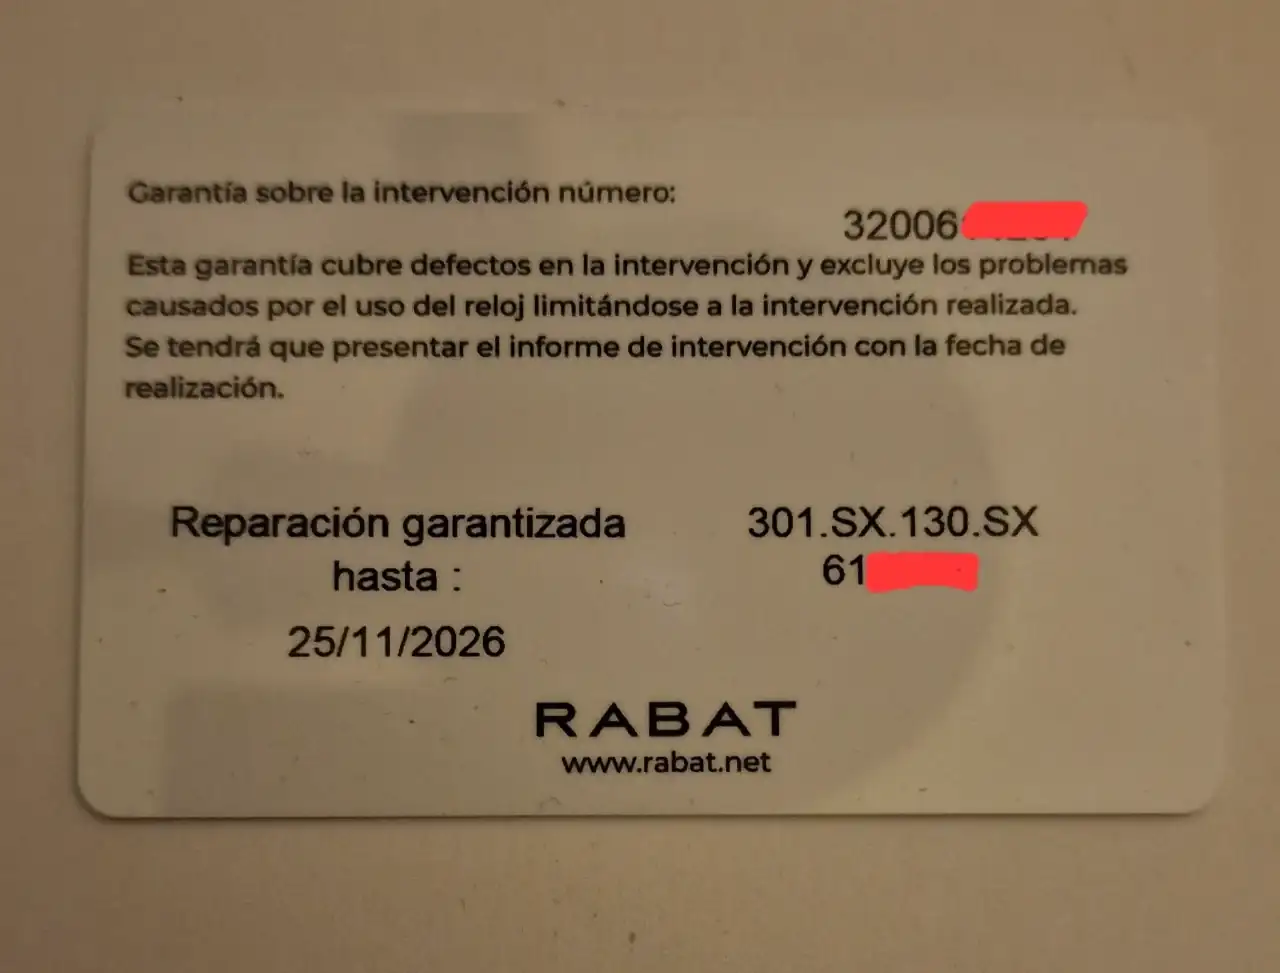 Garantía sobre la intervención número:
32006
Esta garantía cubre defectos en la intervención y excluye los problemas
causados por el uso del reloj limitándose a la intervención realizada.
Se tendrá que presentar el informe de intervención con la fecha de
realización.
Reparación garantizada
hasta :
25/11/2026
301.SX.130.SX
61
RABAT
www.rabat.net